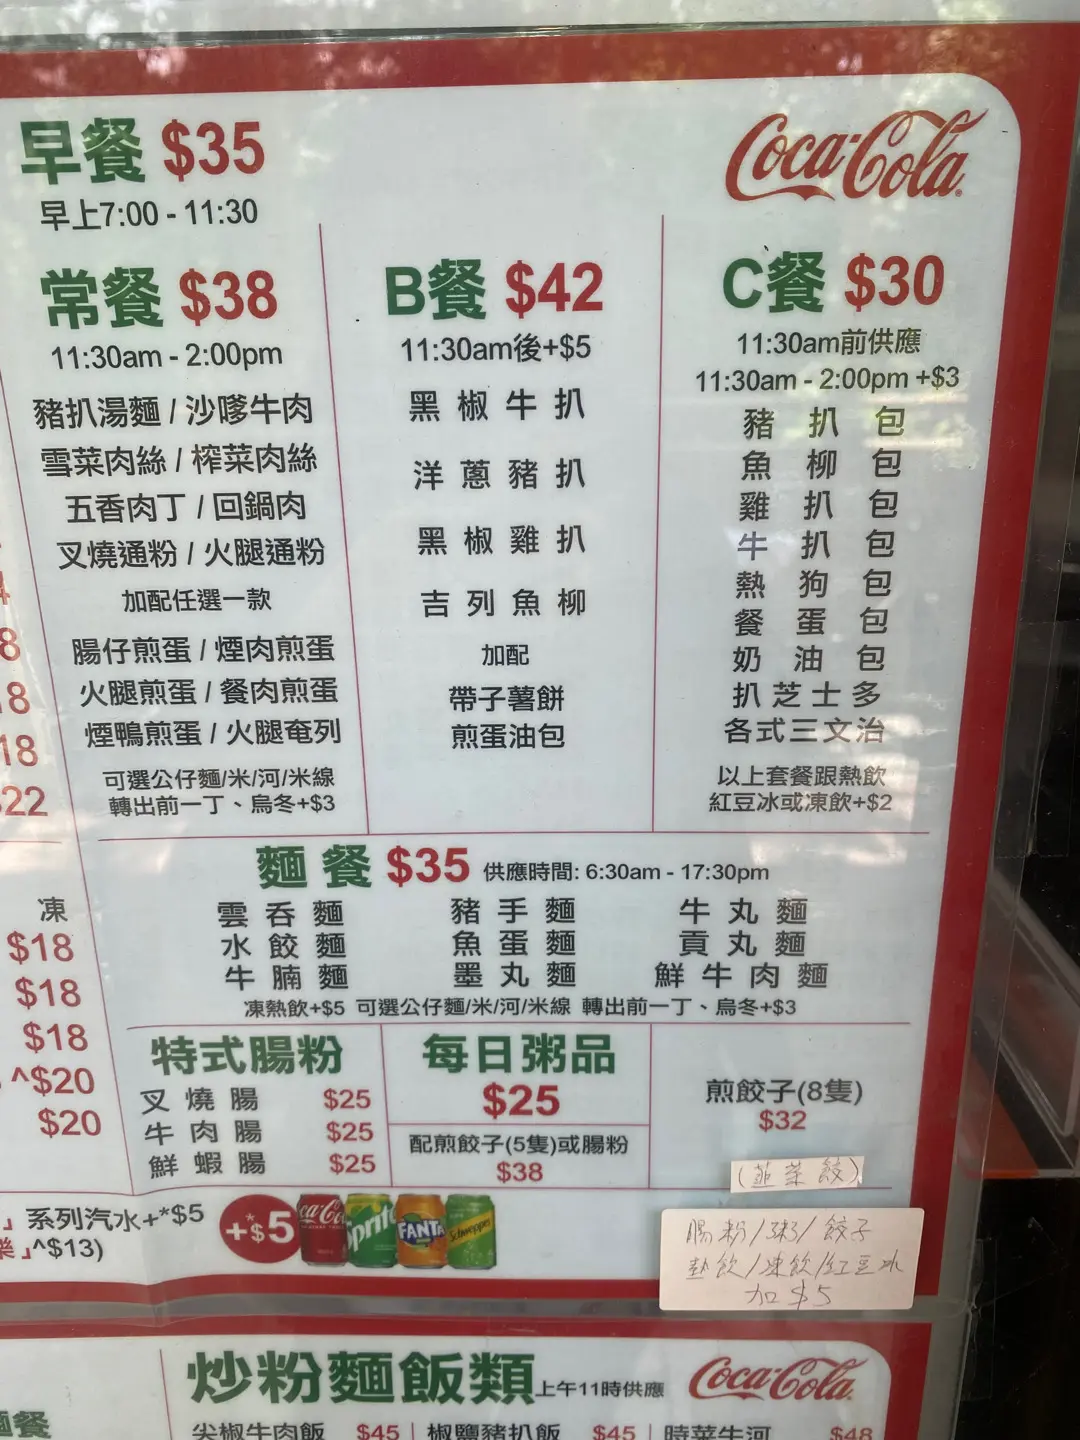 早餐 $35
早上7:00 - 11:30
Coca-Cola
常餐 $38
11:30am - 2:00pm
豬扒湯麵 / 沙嗲牛肉
雪菜肉絲 / 榨菜肉絲
五香肉丁 / 回鍋肉
叉燒通粉 / 火腿通粉
加配任選一款
腸仔煎蛋 / 煙肉煎蛋
火腿煎蛋 / 餐肉煎蛋
煙鴨煎蛋 / 火腿奄列
可選公仔麵/米/河/米線
轉出前一丁、烏冬+$3
B餐 $42
11:30am後+$5
黑椒牛扒
洋蔥豬扒
黑椒雞扒
吉列魚柳
加配
帶子薯餅
煎蛋油包
C餐 $30
11:30am前供應
11:30am - 2:00pm +$3
豬扒包
魚柳包
雞扒包
牛扒包
熱狗包
餐蛋包
奶油包
扒芝士多
各式三文治
以上套餐跟熱飲
紅豆冰或凍飲+$2
8
18
18
$22
凍
$18
$18
$18
^$20
$20
麵餐 $35 供應時間: 6:30am - 17:30pm
雲吞麵 豬手麵 牛丸麵
水餃麵 魚蛋麵 貢丸麵
牛腩麵 墨丸麵 鮮牛肉麵
凍熱飲+$5 可選公仔麵/米/河/米線 轉出前一丁、烏冬+$3
特式腸粉
叉燒腸 $25
牛肉腸 $25
鮮蝦腸 $25
每日粥品
$25
配煎餃子(5隻)或腸粉
$38
煎餃子(8隻)
$32
(韮菜餃)
」系列汽水+*$5
樂」^$13)
+*$5
Coca-Cola
Sprite
FANTA
Schweppes
腸粉/粥/餃子
熱飲/凍飲/紅豆冰
加$5
麵餐
炒粉麵飯類 上午11時供應
Coca-Cola
尖椒牛肉飯 $45 椒鹽豬扒飯 $45 時菜牛河 $48